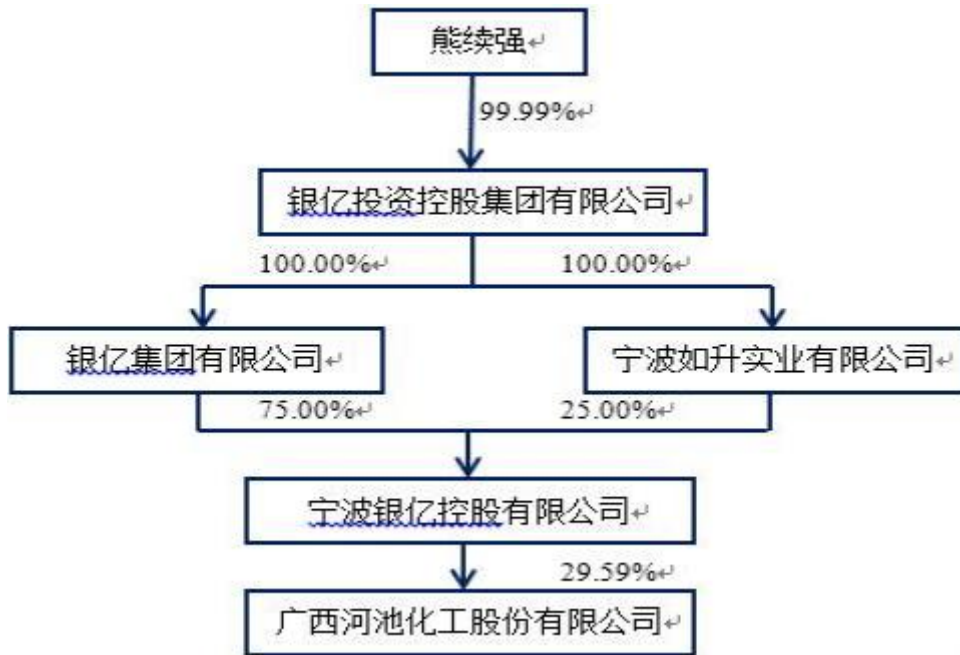 熊续强↵
99.99%↵
银亿投资控股集团有限公司↵
100.00%↵
100.00%↵
银亿集团有限公司↵
宁波如升实业有限公司↵
75.00%↵
25.00%↵
宁波银亿控股有限公司↵
29.59%↵
广西河池化工股份有限公司↵